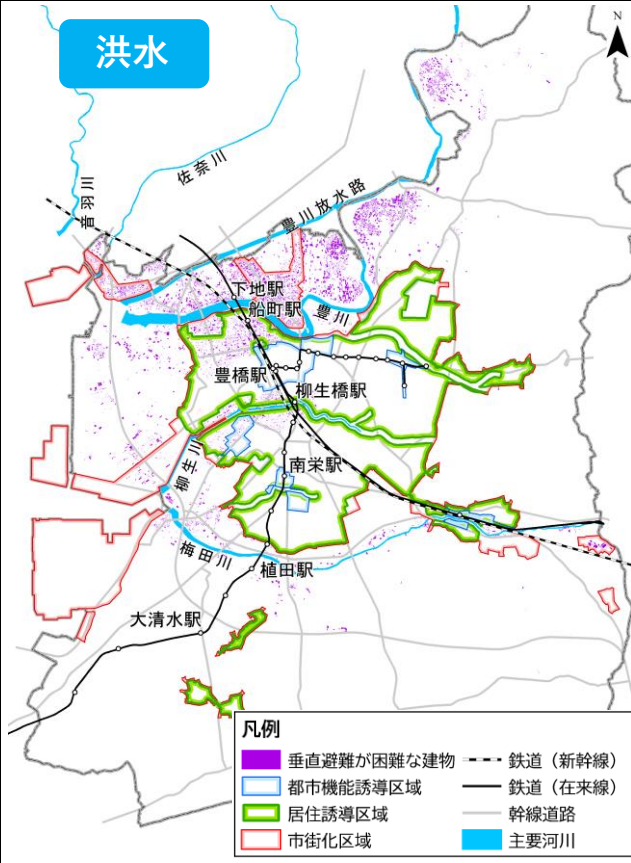 洪水
N
佐奈川
音羽川
豊川放水路
下地駅
船町駅
豊川
豊橋駅
柳生橋駅
柳生川
南栄駅
梅田川
植田駅
大清水駅
凡例
垂直避難が困難な建物 鉄道（新幹線）
都市機能誘導区域 鉄道（在来線）
居住誘導区域 幹線道路
市街化区域 主要河川